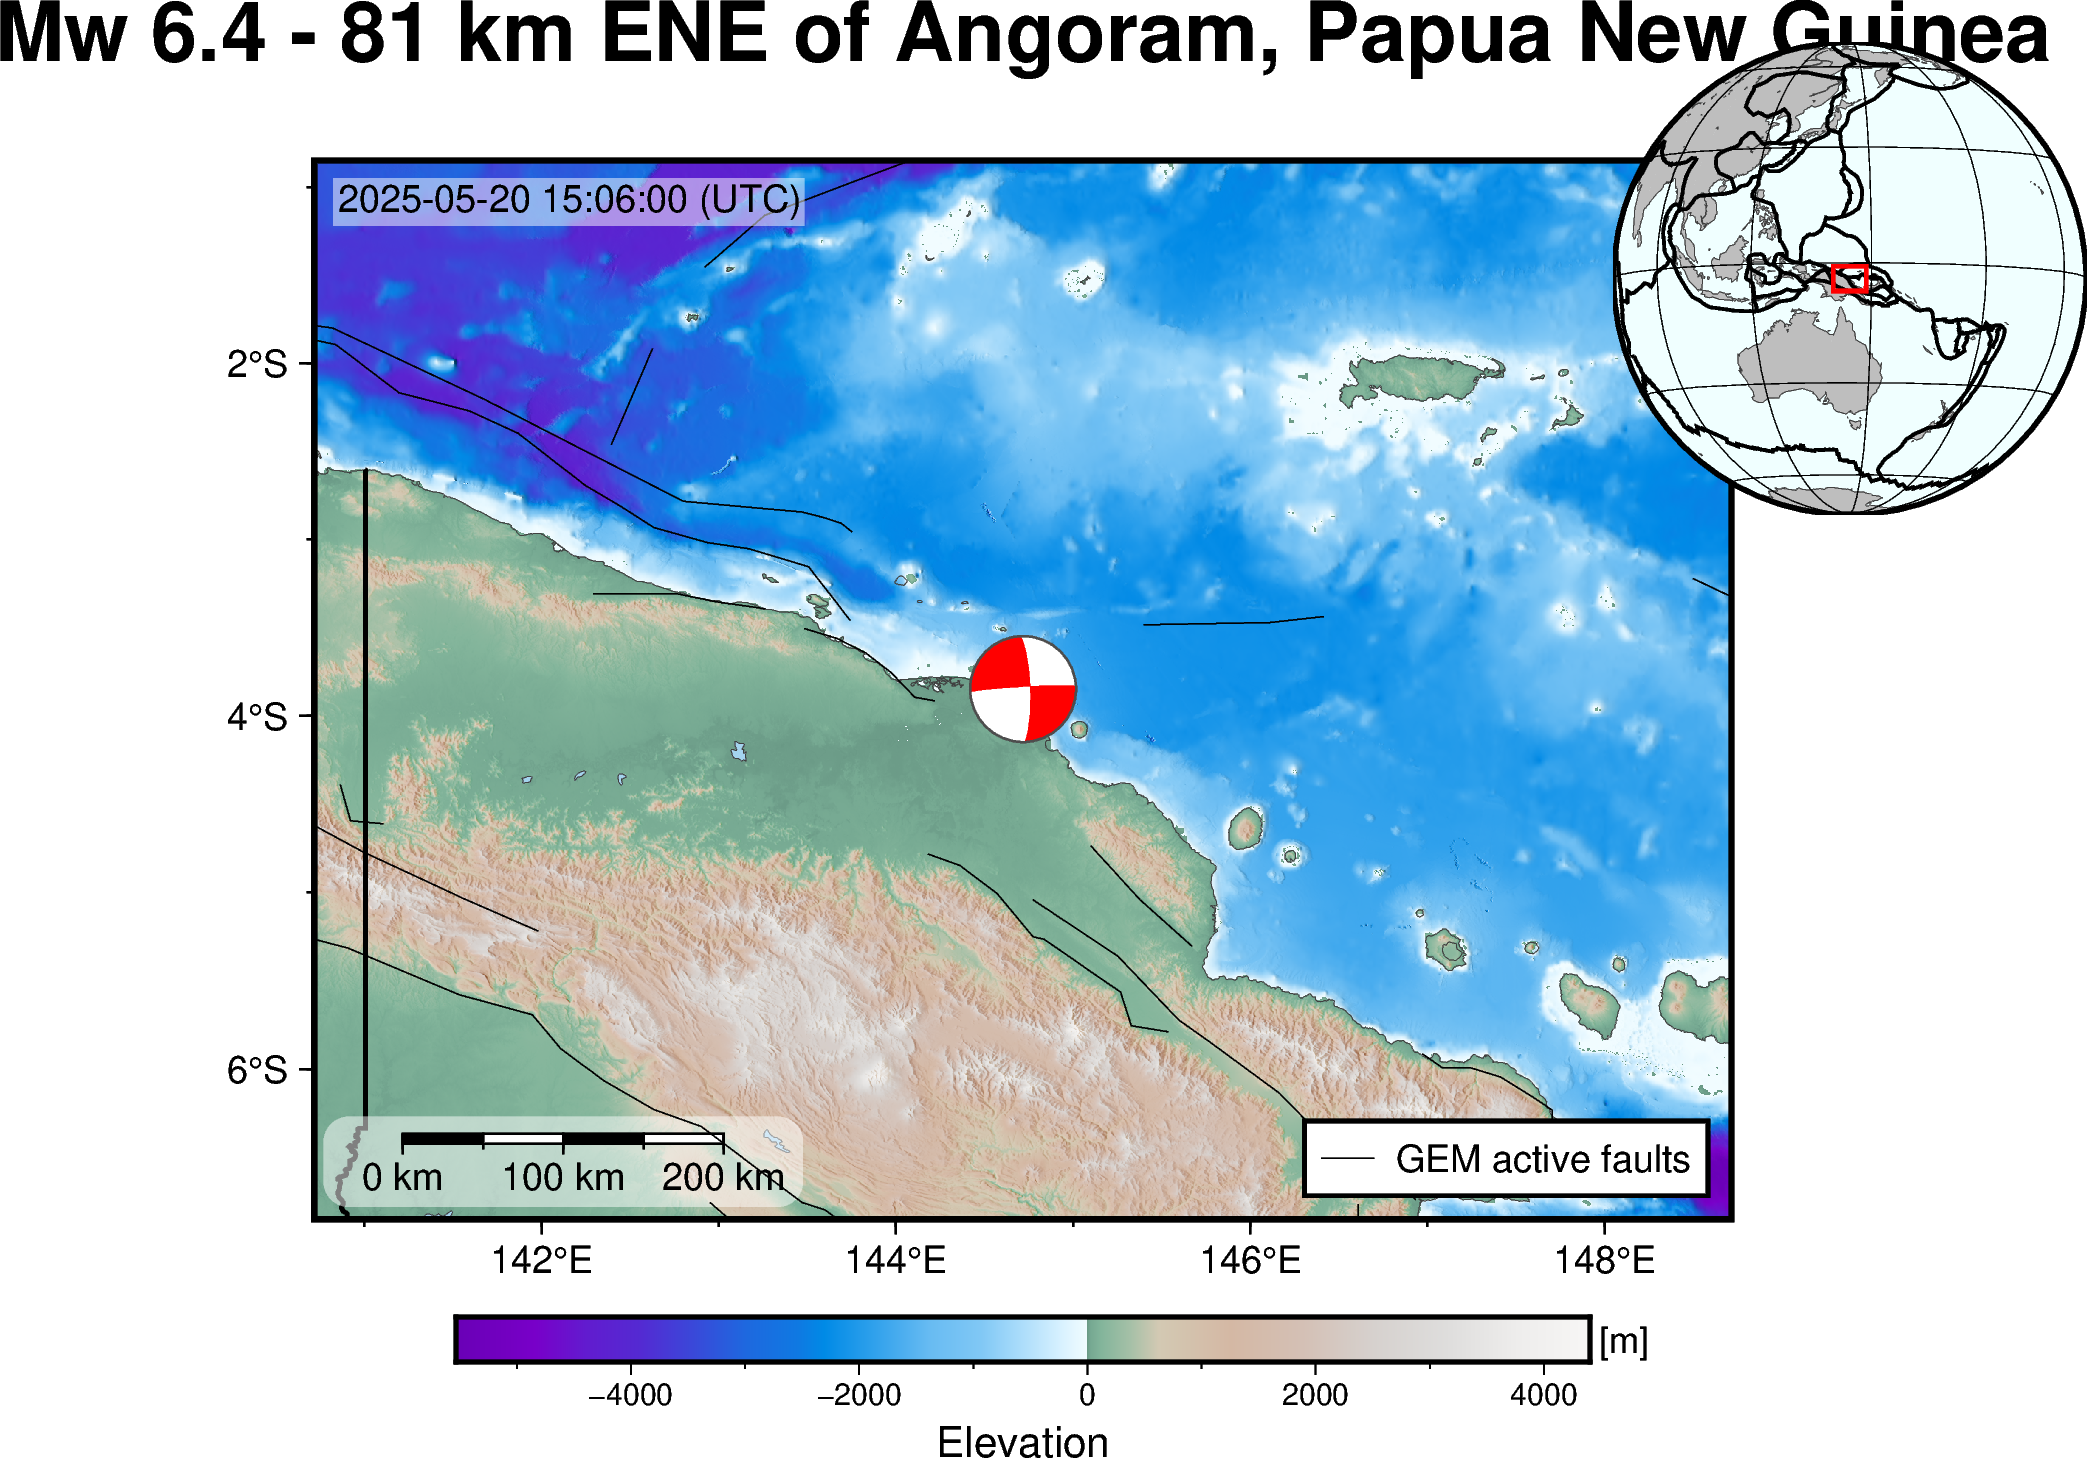 Mw 6.4 - 81 km ENE of Angoram, Papua New Guinea
2025-05-20 15:06:00 (UTC)
2°S
4°S
6°S
0 km 100 km 200 km
GEM active faults
142°E 144°E 146°E 148°E
[m]
−4000 −2000 0 2000 4000
Elevation